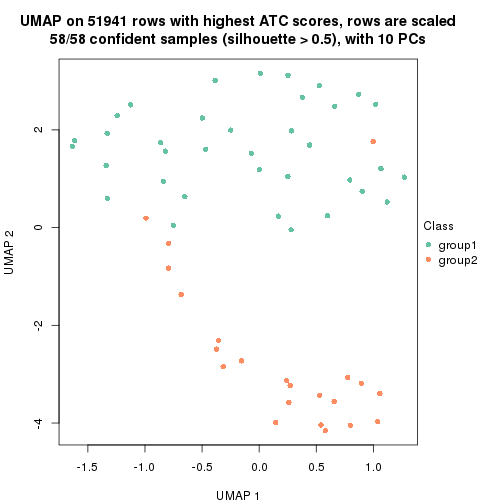 UMAP on 51941 rows with highest ATC scores, rows are scaled
58/58 confident samples (silhouette > 0.5), with 10 PCs
2
0
-2
-4
UMAP 2
Class
group1
group2
-1.5 -1.0 -0.5 0.0 0.5 1.0
UMAP 1